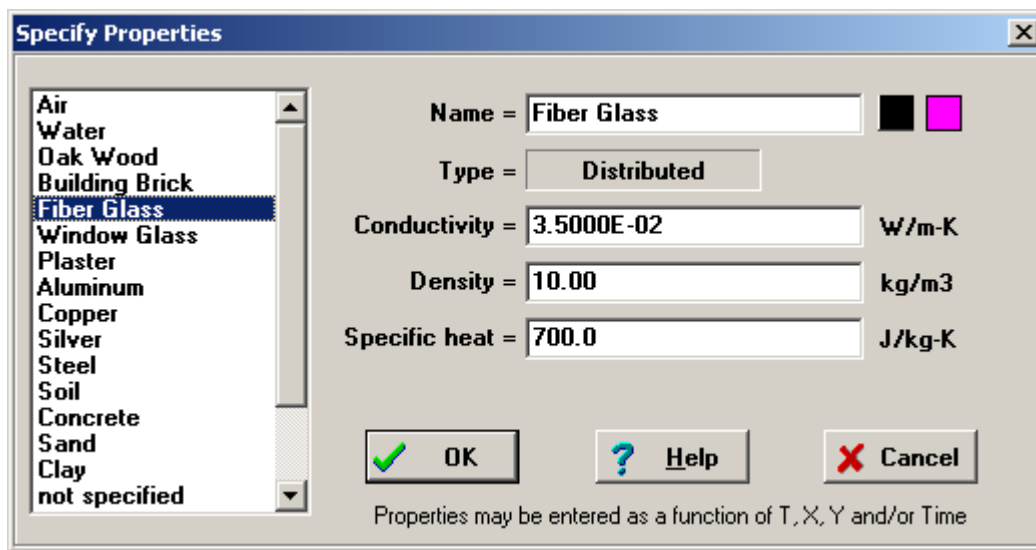 Specify Properties
Air
Water
Oak Wood
Building Brick
Fiber Glass
Window Glass
Plaster
Aluminum
Copper
Silver
Steel
Soil
Concrete
Sand
Clay
not specified
Name = Fiber Glass
Type = Distributed
Conductivity = 3.5000E-02 W/m-K
Density = 10.00 kg/m3
Specific heat = 700.0 J/kg-K
OK
? Help
Cancel
Properties may be entered as a function of T, X, Y and/or Time